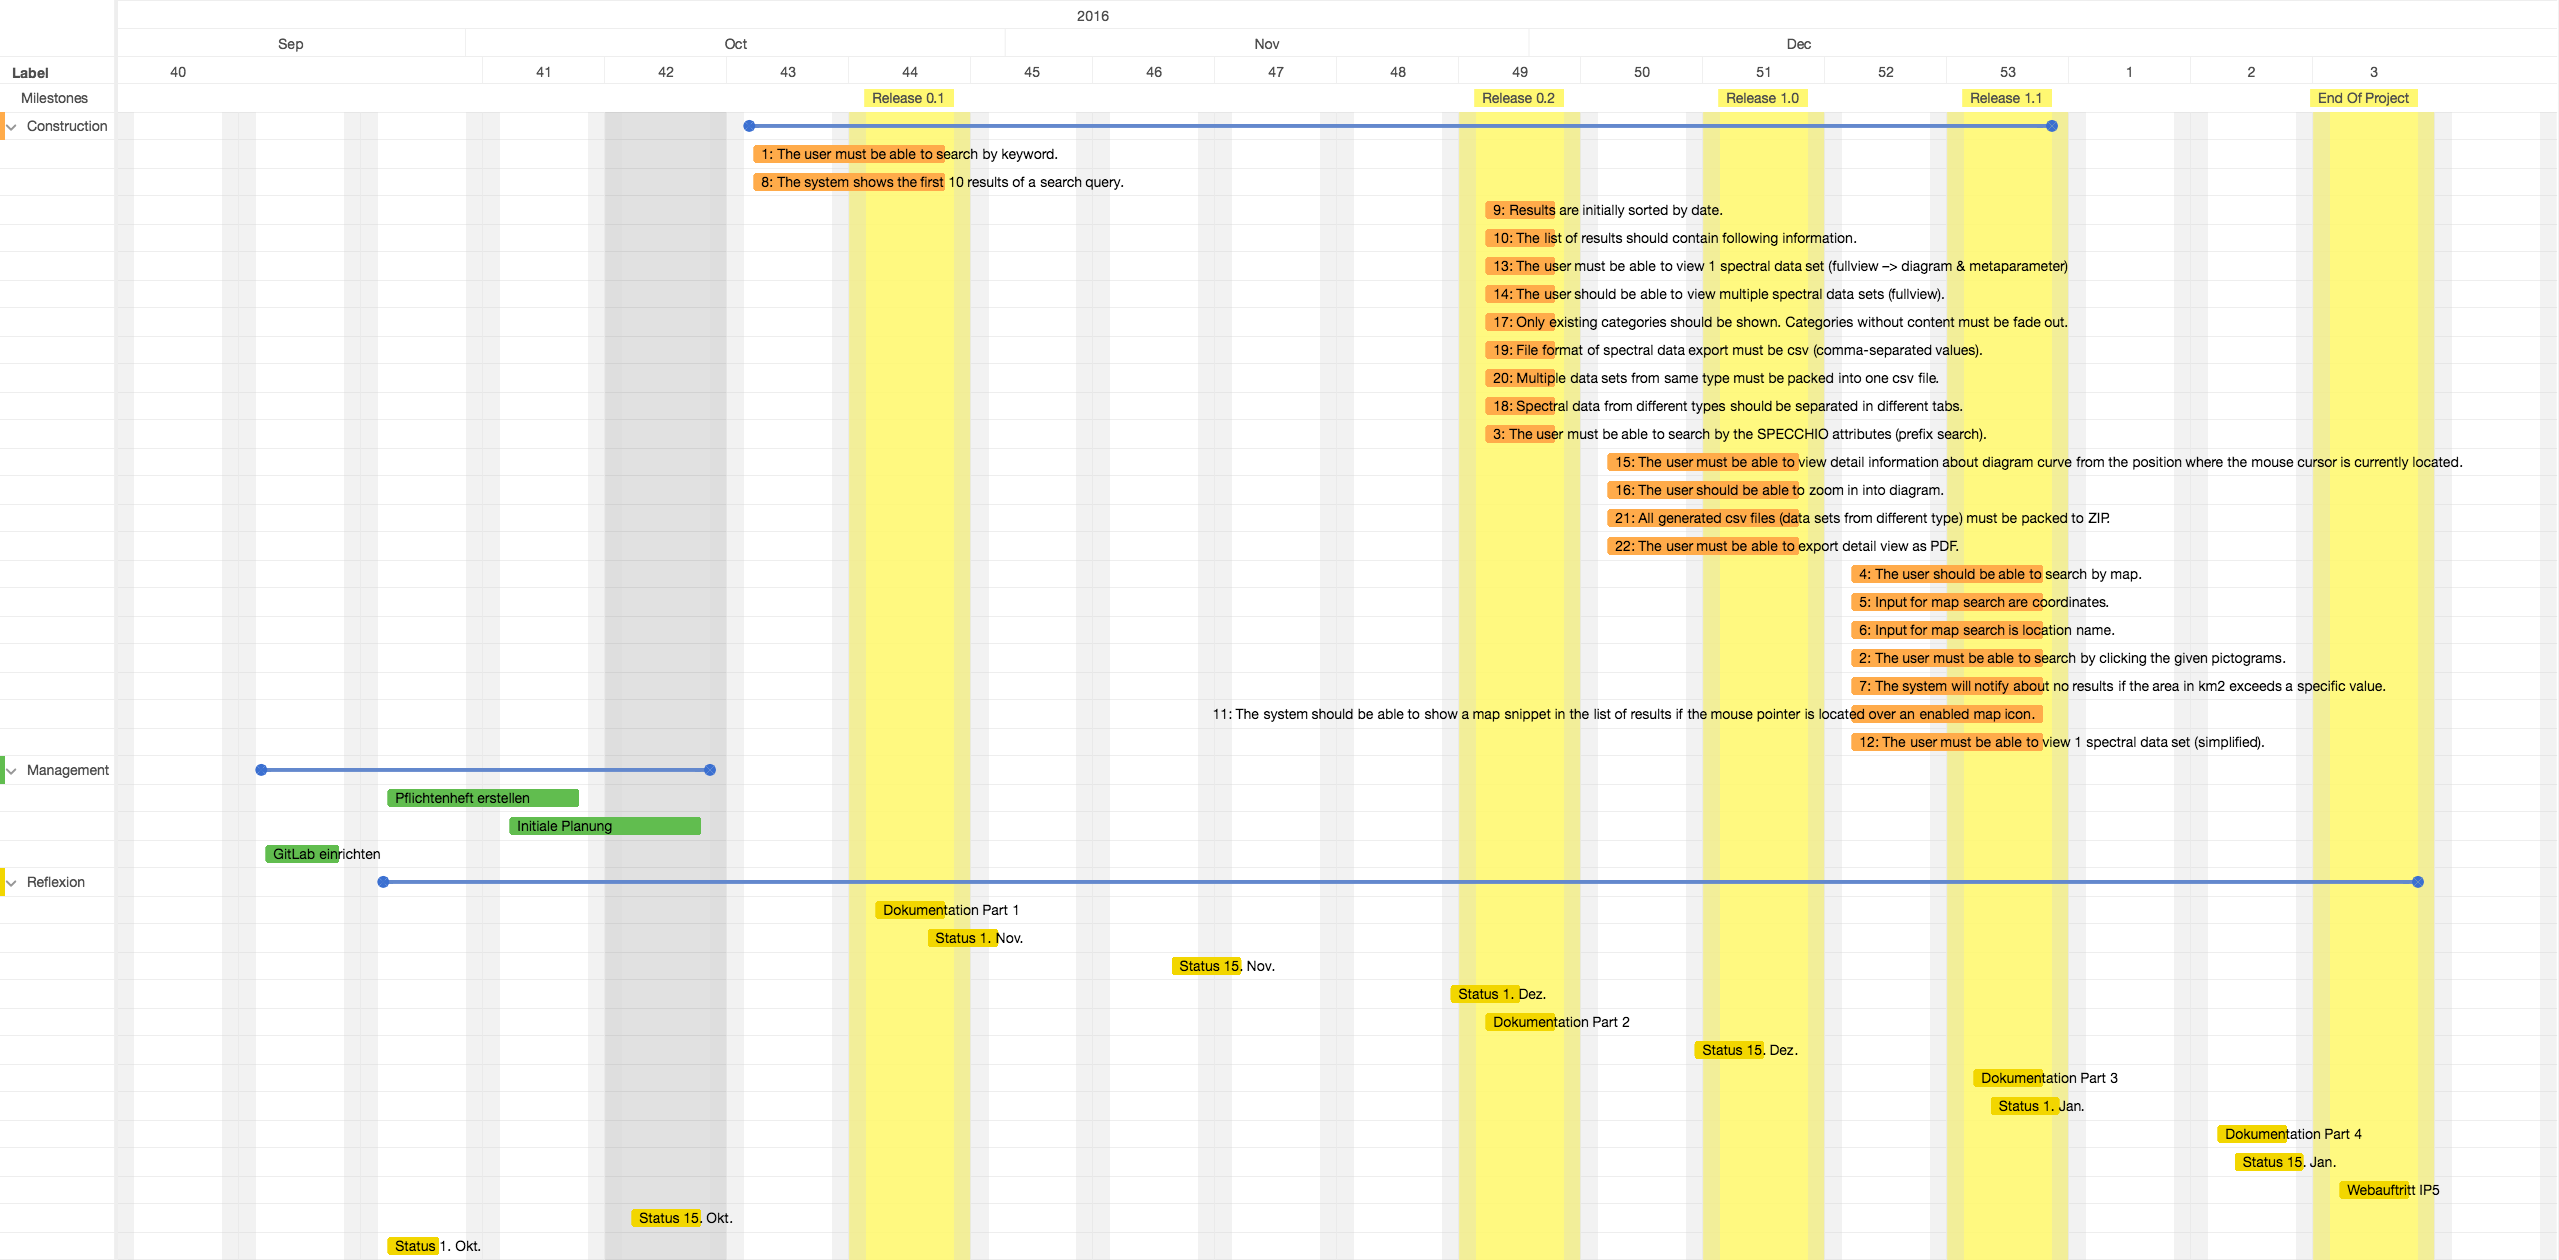 2016
Sep Oct Nov Dec
Label 40 41 42 43 44 45 46 47 48 49 50 51 52 53 1 2 3
Milestones Release 0.1 Release 0.2 Release 1.0 Release 1.1 End Of Project
Construction
1: The user must be able to search by keyword.
8: The system shows the first 10 results of a search query.
9: Results are initially sorted by date.
10: The list of results should contain following information.
13: The user must be able to view 1 spectral data set (fullview –> diagram & metaparameter)
14: The user should be able to view multiple spectral data sets (fullview).
17: Only existing categories should be shown. Categories without content must be fade out.
19: File format of spectral data export must be csv (comma-separated values).
20: Multiple data sets from same type must be packed into one csv file.
18: Spectral data from different types should be separated in different tabs.
3: The user must be able to search by the SPECCHIO attributes (prefix search).
15: The user must be able to view detail information about diagram curve from the position where the mouse cursor is currently located.
16: The user should be able to zoom in into diagram.
21: All generated csv files (data sets from different type) must be packed to ZIP.
22: The user must be able to export detail view as PDF.
4: The user should be able to search by map.
5: Input for map search are coordinates.
6: Input for map search is location name.
2: The user must be able to search by clicking the given pictograms.
7: The system will notify about no results if the area in km2 exceeds a specific value.
11: The system should be able to show a map snippet in the list of results if the mouse pointer is located over an enabled map icon.
12: The user must be able to view 1 spectral data set (simplified).
Management
Pflichtenheft erstellen
Initiale Planung
GitLab einrichten
Reflexion
Dokumentation Part 1
Status 1. Nov.
Status 15. Nov.
Status 1. Dez.
Dokumentation Part 2
Status 15. Dez.
Dokumentation Part 3
Status 1. Jan.
Dokumentation Part 4
Status 15. Jan.
Webauftritt IP5
Status 15. Okt.
Status 1. Okt.